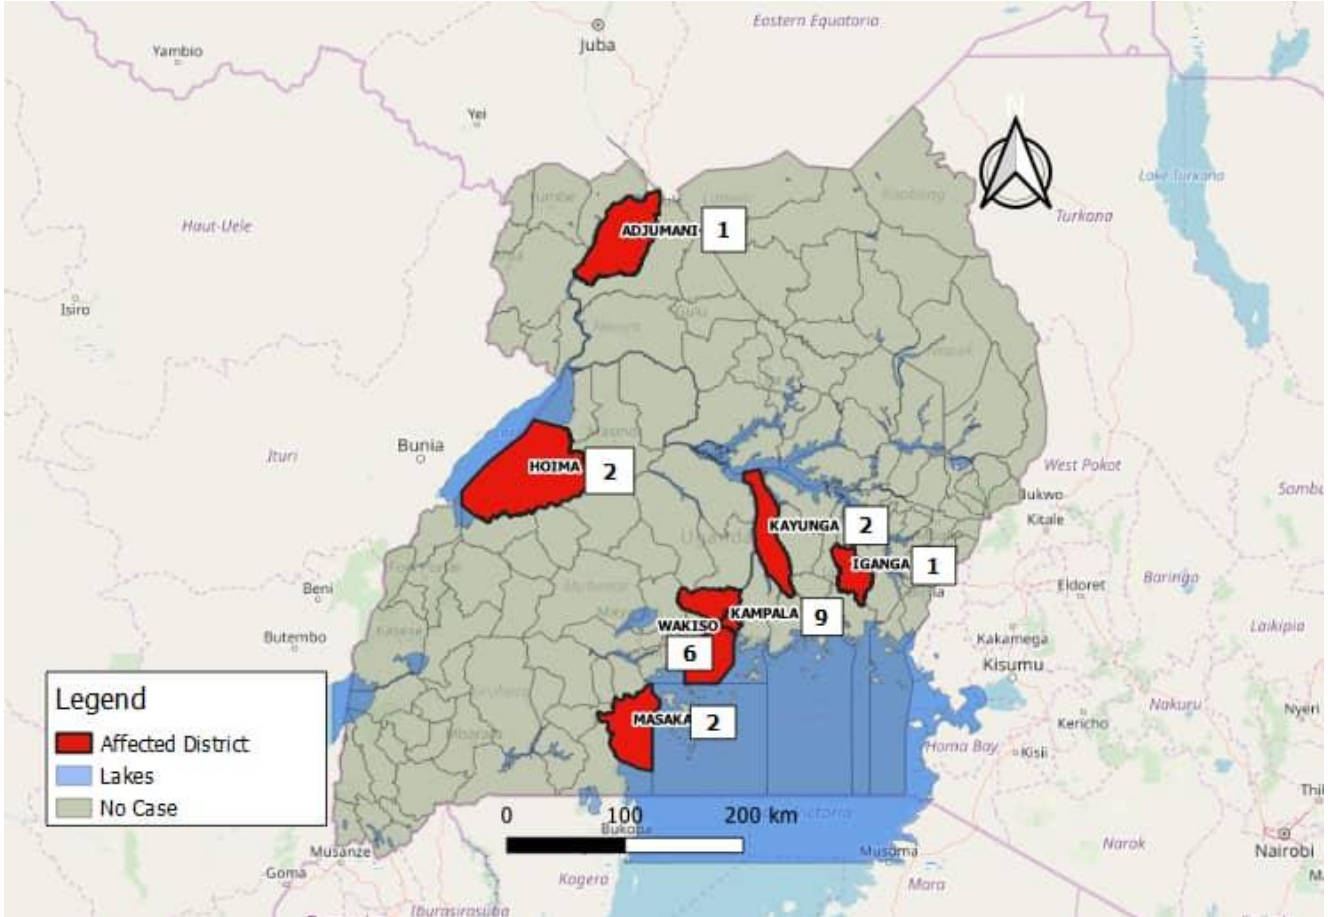 Eastern Equatoria
Juba
Yambio
Yei
N
Lake Turkana
Turkana
Haut-Uele
ADJUMANI
1
Isiro
Gulu
Bunia
Ituri
HOIMA
2
West Pokot
Kitale
KAYUNGA
2
Uganda
IGANGA
1
Beni
Eldoret
Baringo
KAMPALA
9
WAKISO
6
Butembo
Kakamega
Kisumu
Laikipia
MASAKA
2
Nakuru
Kericho
Nyeri
Homa Bay
Kisii
Legend
Affected District
Lakes
No Case
0
100
200 km
Bukoba
Musoma
Narok
Nairobi
Musanze
Goma
Kagera
Mara